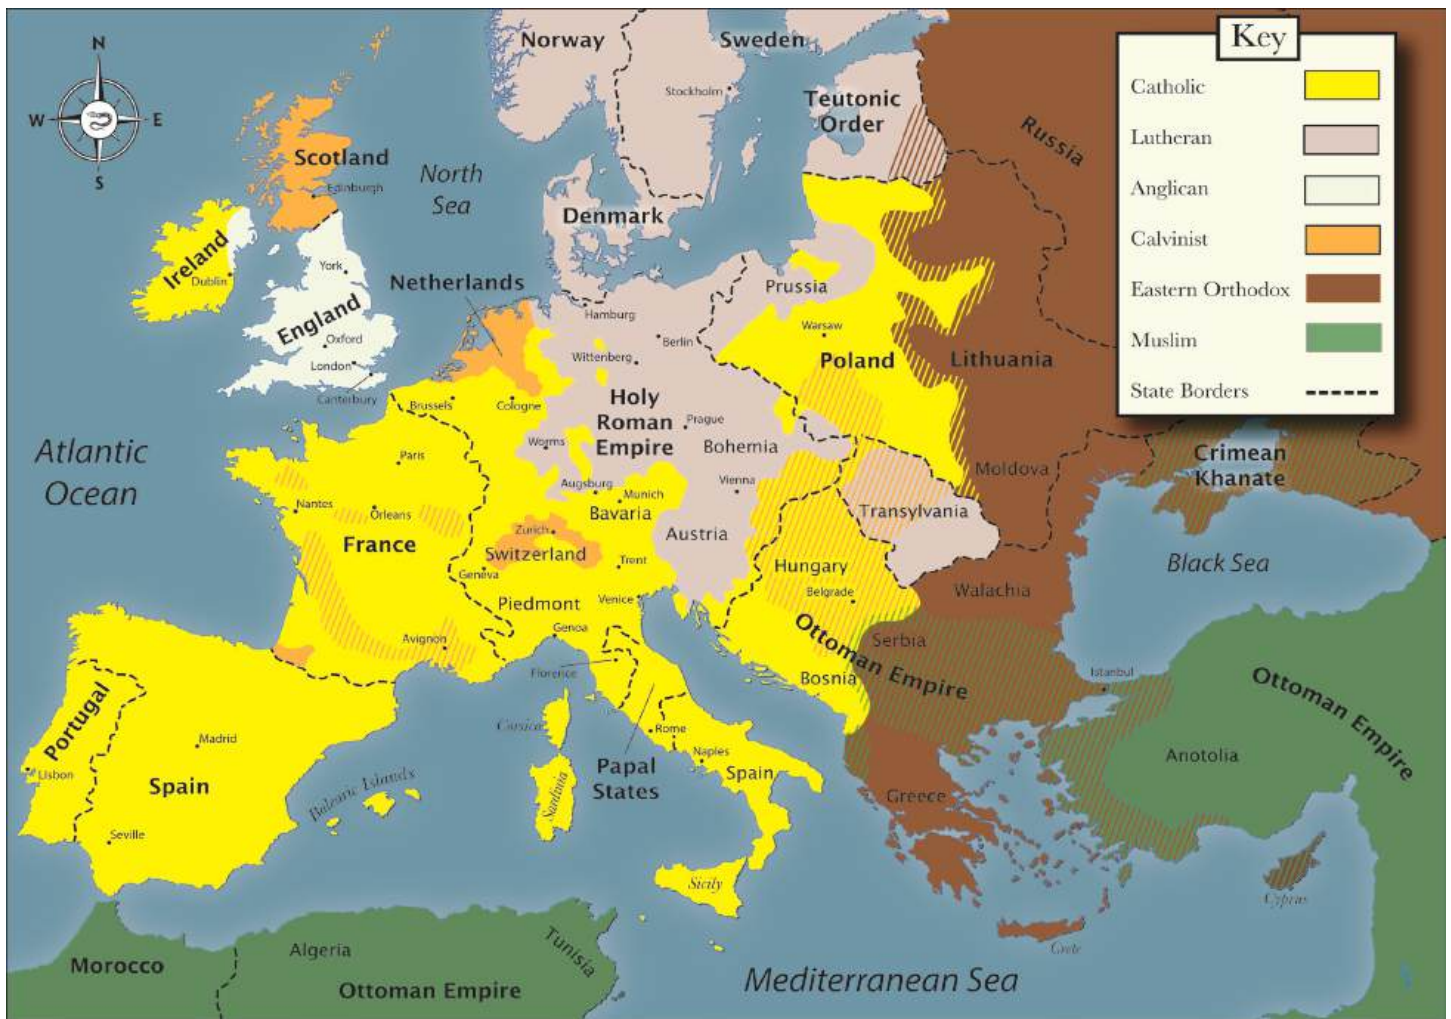 Key
Catholic
Lutheran
Anglican
Calvinist
Eastern Orthodox
Muslim
State Borders
N
W
E
S
Norway
Sweden
Stockholm
Teutonic
Order
Russia
Scotland
Edinburgh
North
Sea
Denmark
Ireland
Dublin
York
England
Oxford
London
Canterbury
Netherlands
Hamburg
Berlin
Wittenberg
Prussia
Warsaw
Poland
Lithuania
Brussels
Cologne
Holy
Roman
Empire
Prague
Bohemia
Worms
Atlantic
Ocean
Paris
Nantes
Orleans
France
Augsburg
Munich
Bavaria
Vienna
Austria
Moldova
Transylvania
Crimean
Khanate
Black Sea
Zurich
Switzerland
Geneva
Trent
Hungary
Belgrade
Walachia
Piedmont
Venice
Genoa
Avignon
Florence
Serbia
Ottoman Empire
Bosnia
Istanbul
Ottoman Empire
Anotolia
Portugal
Lisbon
Madrid
Spain
Seville
Balearic Islands
Corsica
Sardinia
Rome
Papal
States
Naples
Spain
Sicily
Greece
Crete
Cyprus
Morocco
Algeria
Tunisia
Ottoman Empire
Mediterranean Sea